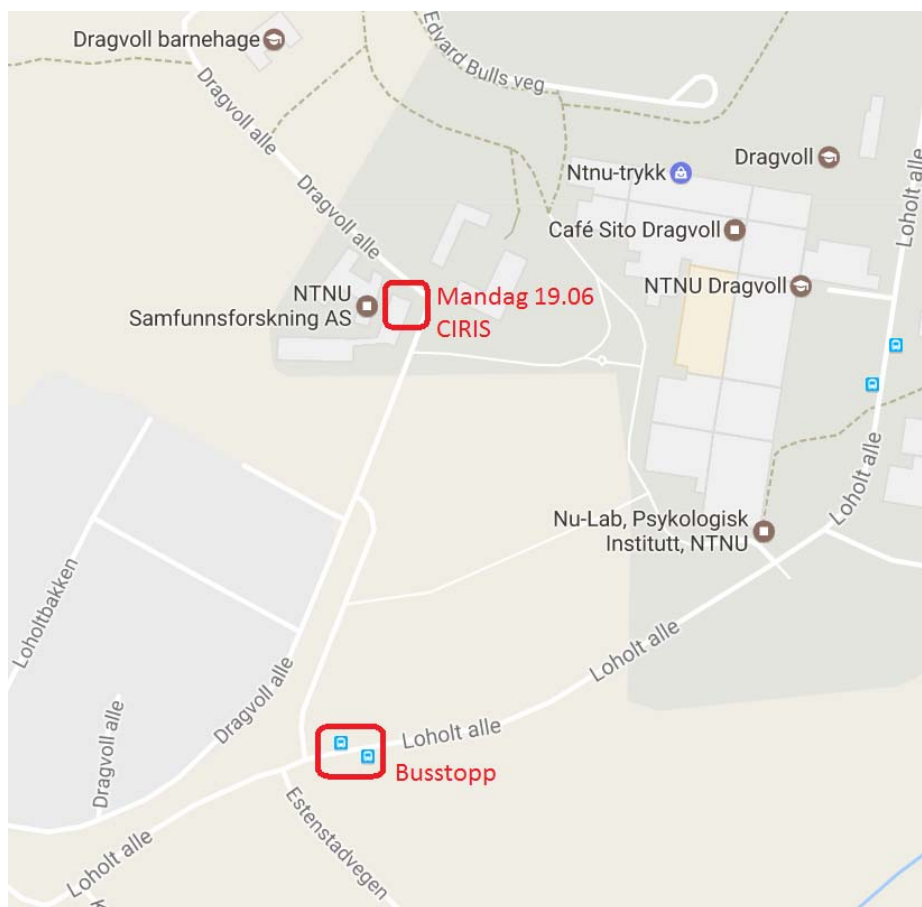 Dragvoll barnehage
Edvard Bulls veg
Dragvoll alle
Dragvoll alle
Ntnu-trykk
Dragvoll
Loholt alle
Café Sito Dragvoll
NTNU
Samfunnsforskning AS
Mandag 19.06
CIRIS
NTNU Dragvoll
Loholt alle
Nu-Lab, Psykologisk
Institutt, NTNU
Loholtbakken
Dragvoll alle
Dragvoll alle
Loholt alle
Loholt alle
Busstopp
Estenstadvegen
Loholt alle